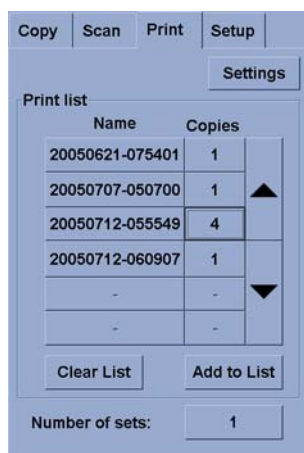 Copy Scan Print Setup
Settings
Print list
Name Copies
20050621-075401 1
20050707-050700 1
20050712-055549 4
20050712-060907 1
- -
- -
Clear List Add to List
Number of sets: 1